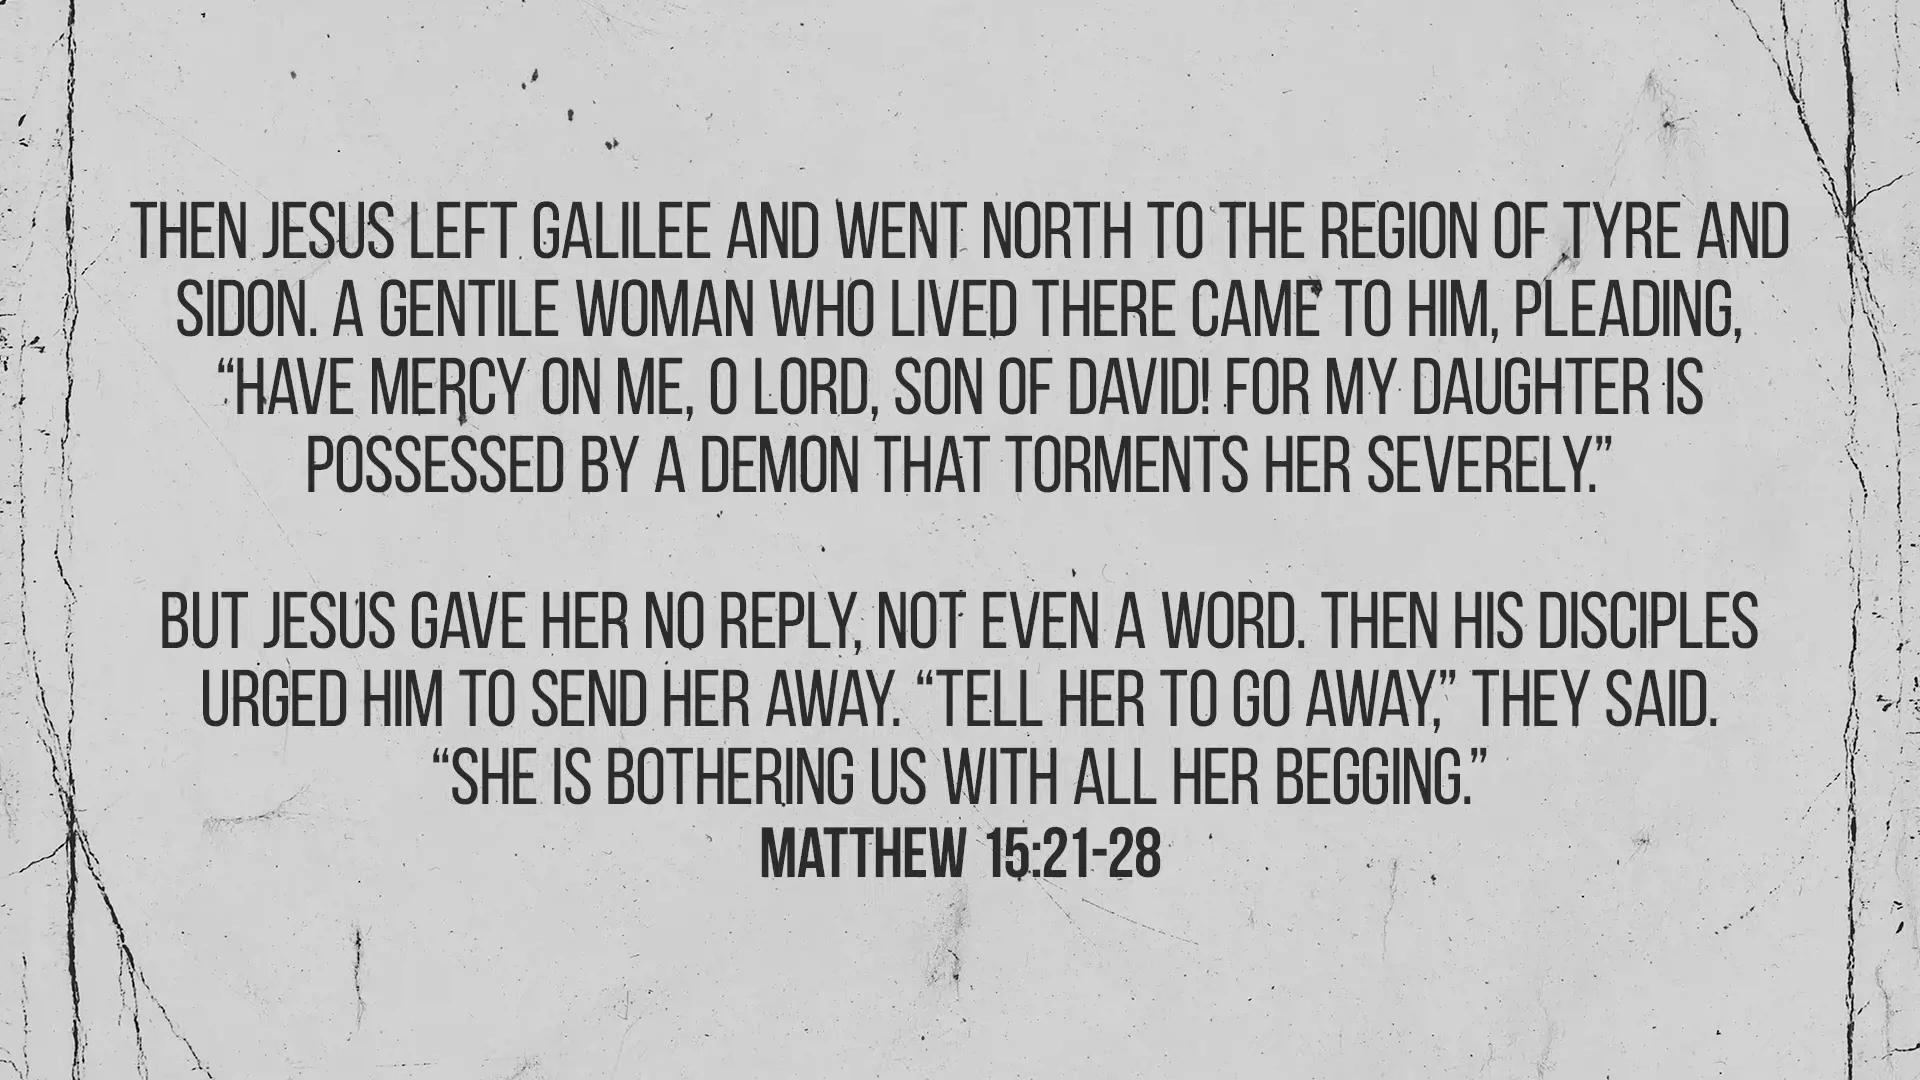 THEN JESUS LEFT GALILEE AND WENT NORTH TO THE REGION OF TYRE AND
SIDON. A GENTILE WOMAN WHO LIVED THERE CAME TO HIM, PLEADING,
“HAVE MERCY ON ME, O LORD, SON OF DAVID! FOR MY DAUGHTER IS
POSSESSED BY A DEMON THAT TORMENTS HER SEVERELY.”
BUT JESUS GAVE HER NO REPLY, NOT EVEN A WORD. THEN HIS DISCIPLES
URGED HIM TO SEND HER AWAY. “TELL HER TO GO AWAY,” THEY SAID.
“SHE IS BOTHERING US WITH ALL HER BEGGING.”
MATTHEW 15:21-28